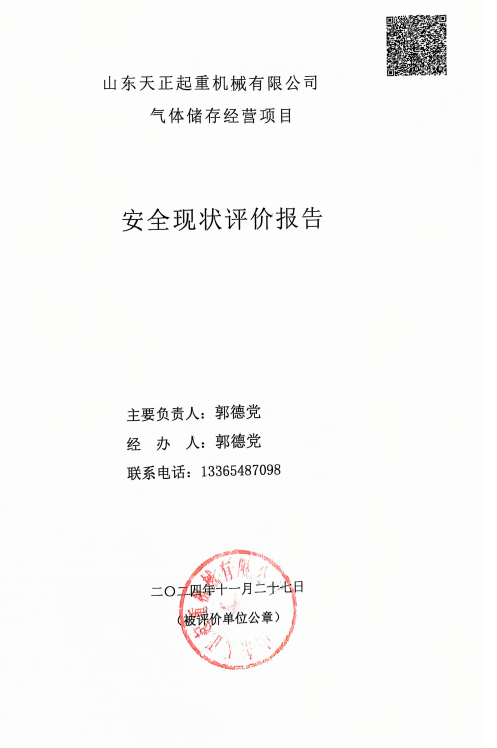 山东天正起重机械有限公司
气体储存经营项目
安全现状评价报告
主要负责人：郭德党
经 办 人：郭德党
联系电话：13365487098
二〇二四年十一月二十七日
（被评价单位公章）